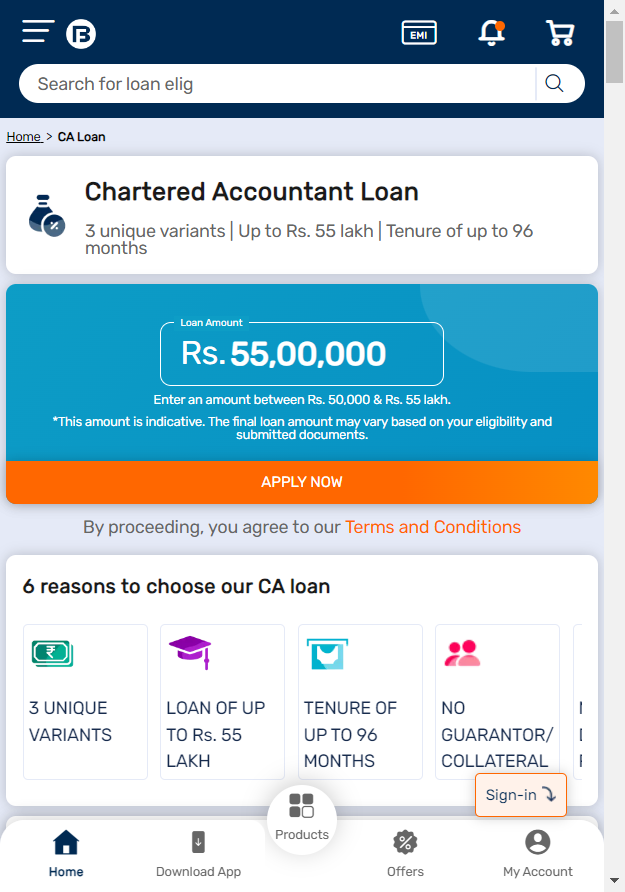 EMI
Search for loan elig
Home > CA Loan
Chartered Accountant Loan
3 unique variants | Up to Rs. 55 lakh | Tenure of up to 96
months
Loan Amount
Rs. 55,00,000
Enter an amount between Rs. 50,000 & Rs. 55 lakh.
*This amount is indicative. The final loan amount may vary based on your eligibility and
submitted documents.
APPLY NOW
By proceeding, you agree to our Terms and Conditions
6 reasons to choose our CA loan
3 UNIQUE
VARIANTS
LOAN OF UP
TO Rs. 55
LAKH
TENURE OF
UP TO 96
MONTHS
NO
GUARANTOR/
COLLATERAL
Sign-in
Products
Home
Download App
Offers
My Account